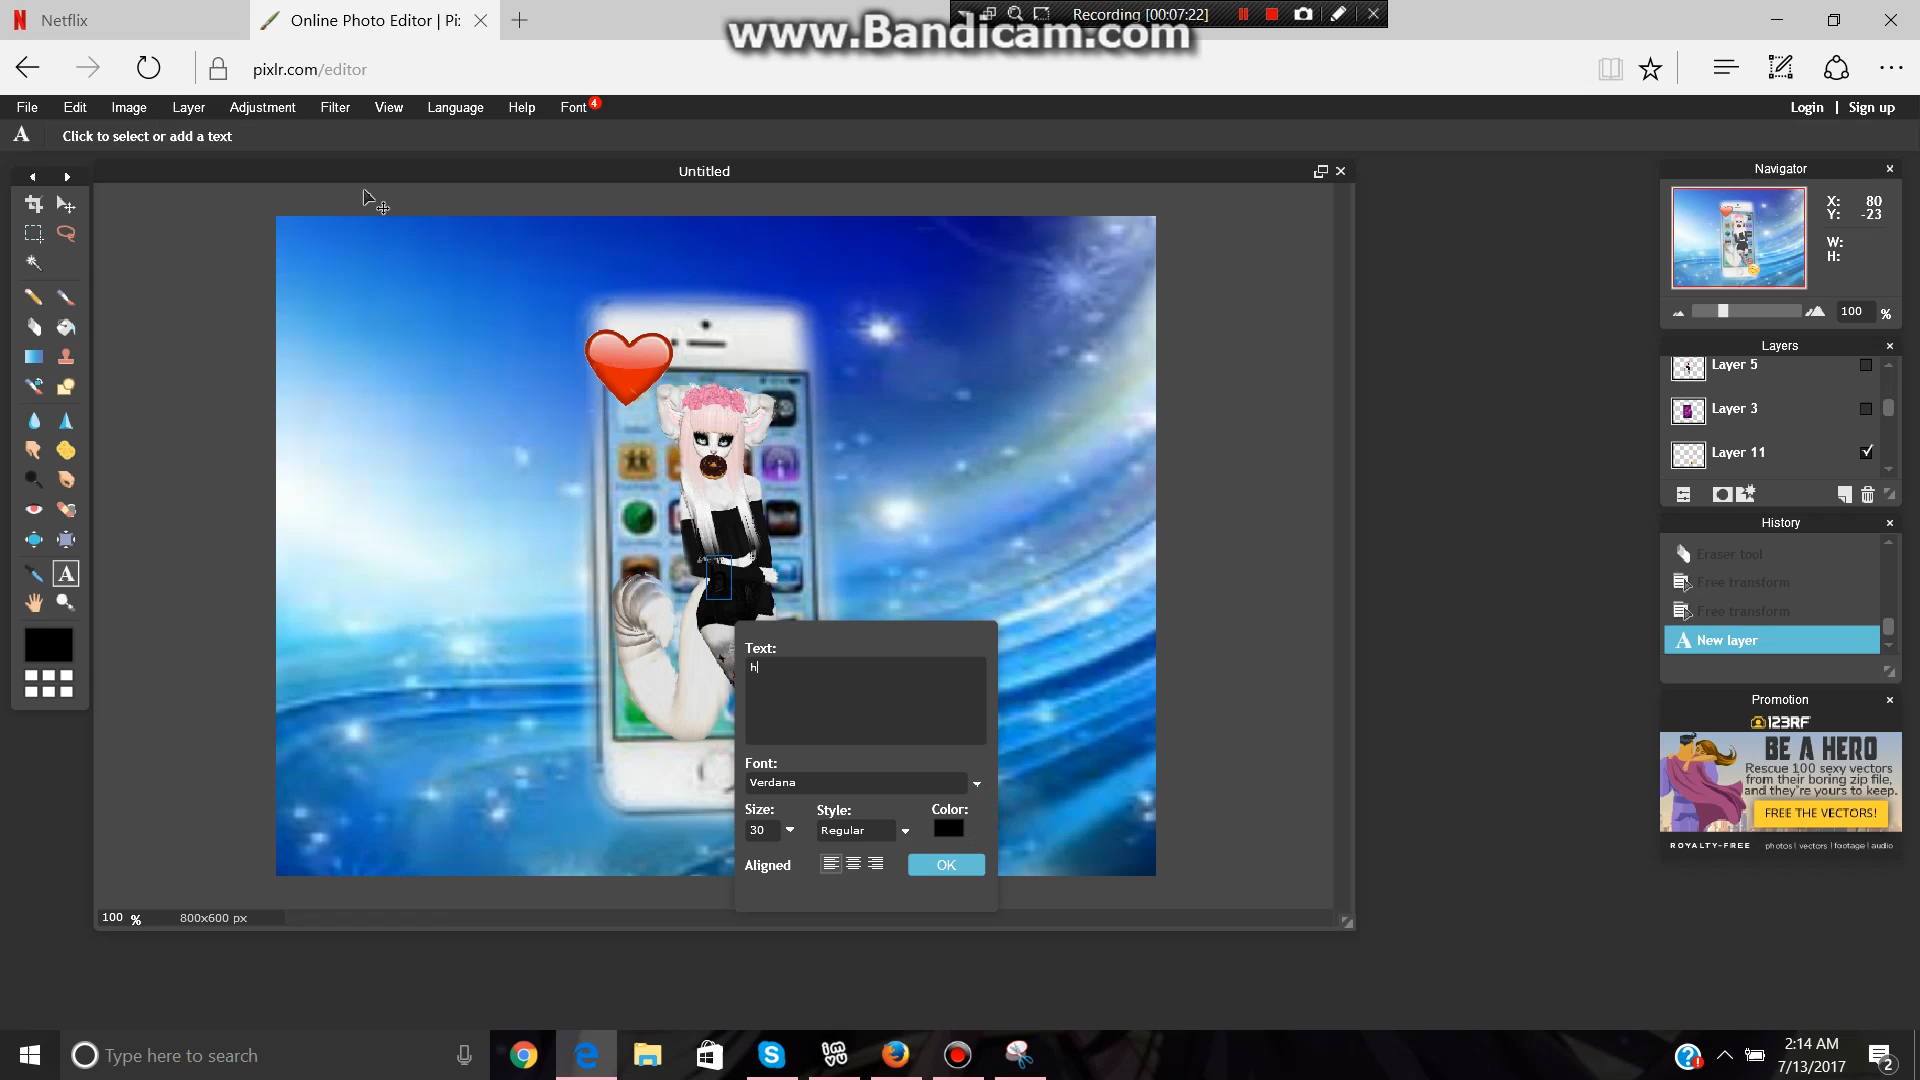 Netflix
Online Photo Editor | Pi:
Recording [00:07:22]
www.Bandicam.com
pixlr.com/editor
File Edit Image Layer Adjustment Filter View Language Help Font 4
Login | Sign up
A Click to select or add a text
Untitled
Navigator
X: 80
Y: -23
W:
H:
100 %
Layers
Layer 5
Layer 3
Layer 11
History
Eraser tool
Free transform
Free transform
A New layer
Promotion
123RF
BE A HERO
Rescue 100 sexy vectors
from their boring zip file,
and they're yours to keep.
FREE THE VECTORS!
ROYALTY-FREE photos | vectors | footage | audio
A
Text:
h
Font:
Verdana
Size: Style: Color:
30 Regular
Aligned OK
100 % 800x600 px
Type here to search
2:14 AM
7/13/2017
2